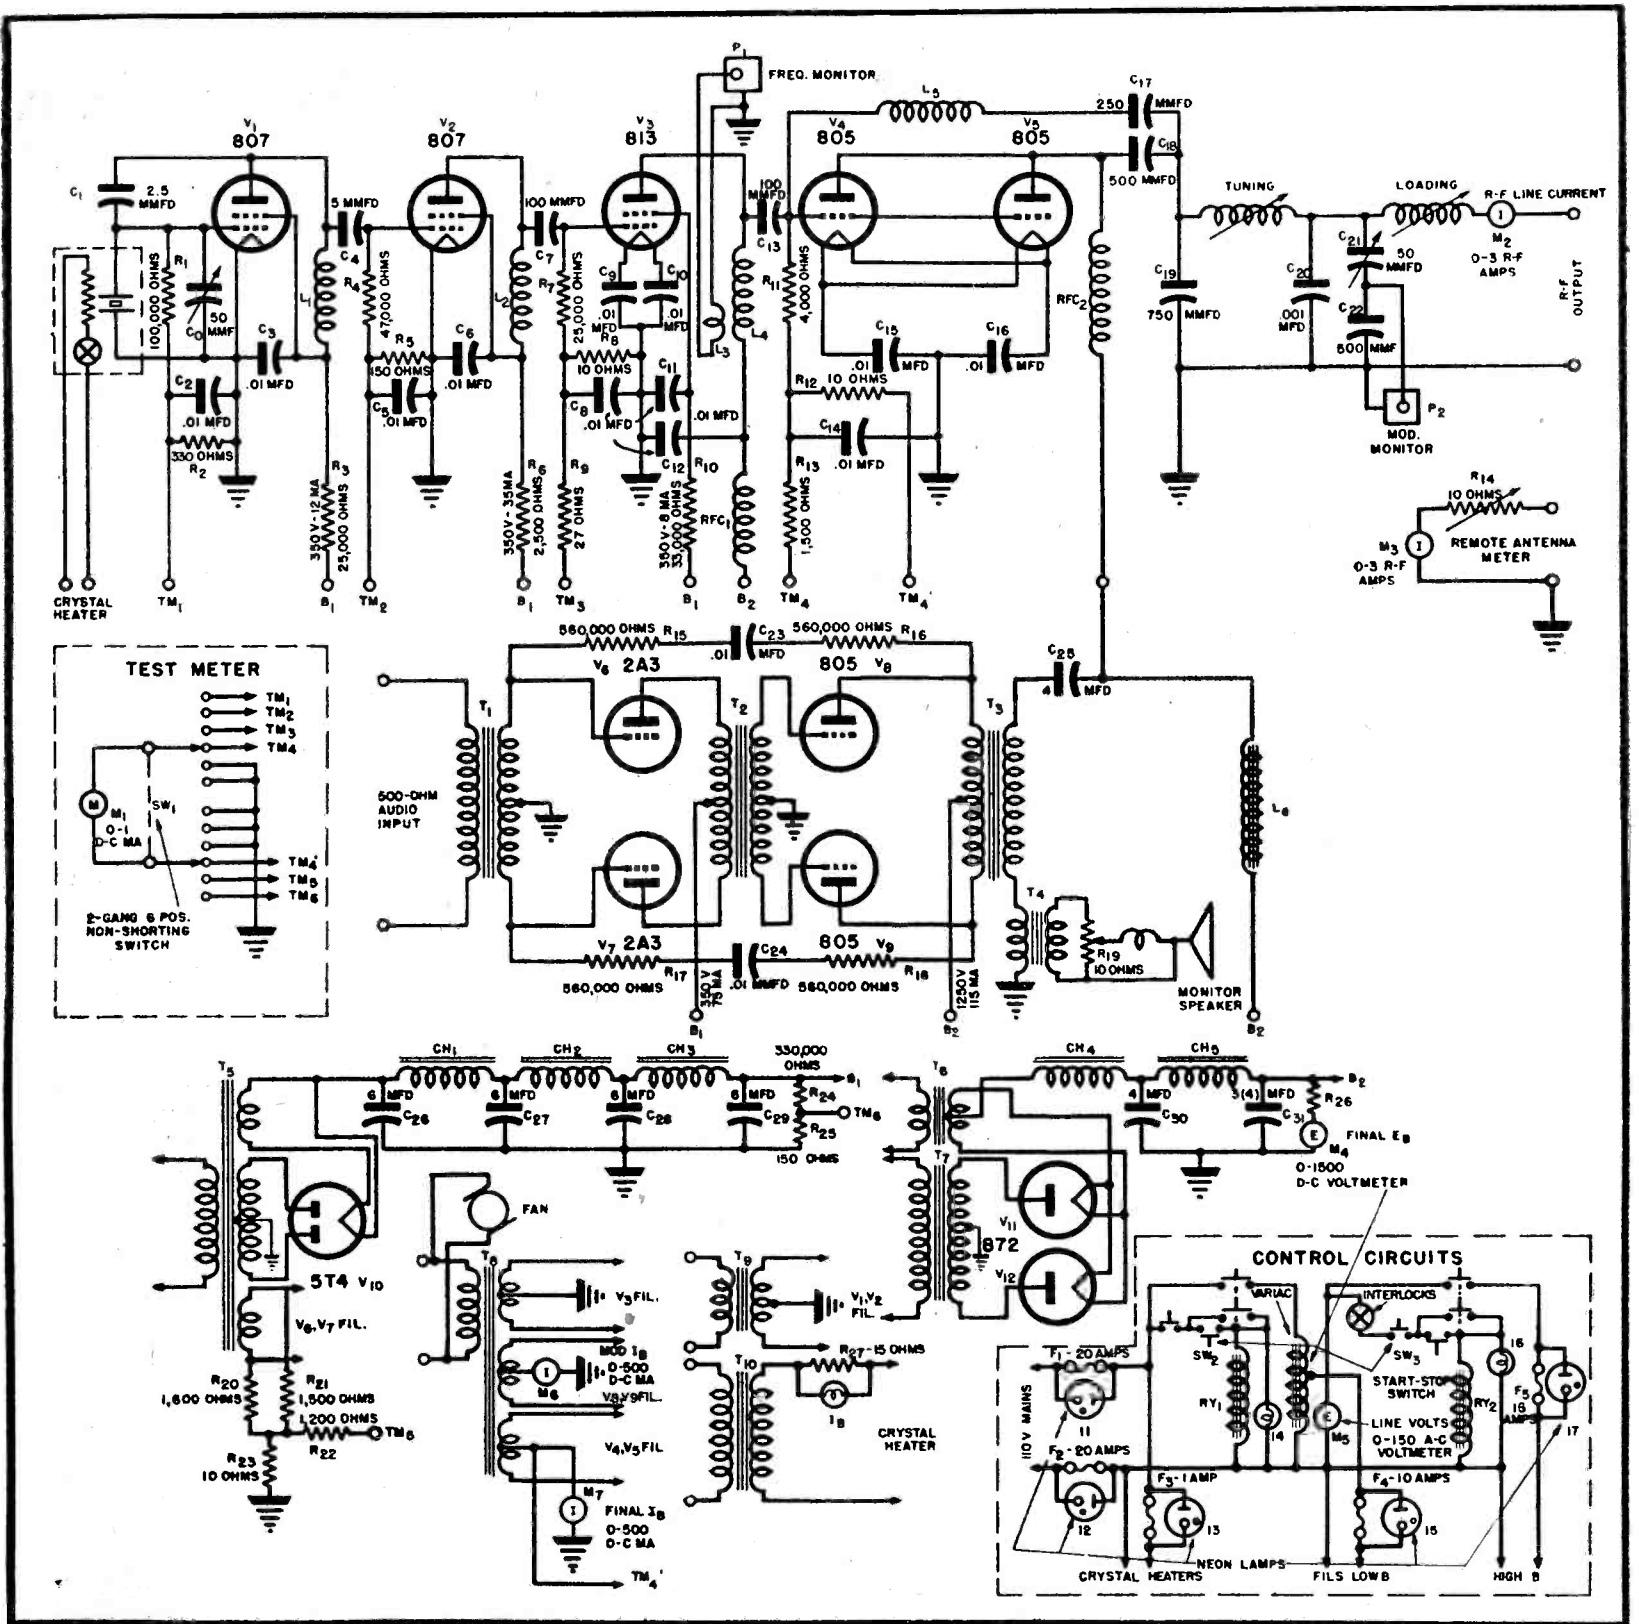 P1
FREQ. MONITOR
V1
807
V2
807
V3
813
V4
805
V5
805
L5
C17
250 MMFD
C18
500 MMFD
C1
2.5
MMFD
5 MMFD
C4
100 MMFD
C7
100
MMFD
C13
TUNING
LOADING
R-F LINE CURRENT
M2
0-3 R-F
AMPS
R-F
OUTPUT
R1
100,000 OHMS
C0
50
MMF
C3
.01 MFD
L1
R4
47,000 OHMS
R5
150 OHMS
C6
.01 MFD
L2
R7
25,000 OHMS
C9
.01
MFD
C10
.01
MFD
R8
10 OHMS
L3
L4
R11
4,000 OHMS
C15
.01 MFD
C16
.01 MFD
RFC2
C19
750 MMFD
C20
.001
MFD
C21
50
MMFD
C22
500 MMF
C2
.01 MFD
330 OHMS
R2
C5
.01 MFD
C8
.01 MFD
C11
.01 MFD
C12
R12
10 OHMS
C14
.01 MFD
P2
MOD.
MONITOR
R3
350V-12 MA
25,000 OHMS
R6
350V-35MA
2,500 OHMS
R9
27 OHMS
R10
350V-8 MA
33,000 OHMS
RFC1
R13
1,500 OHMS
R14
10 OHMS
M3
0-3 R-F
AMPS
REMOTE ANTENNA
METER
CRYSTAL
HEATER
TM1
B1
TM2
B1
TM3
B1
B2
TM4
TM4'
TEST METER
TM1
TM2
TM3
TM4
M
M1
0-1
D-C MA
SW1
TM4'
TM5
TM6
2-GANG 6 POS.
NON-SHORTING
SWITCH
560,000 OHMS R15
C23
.01 MFD
560,000 OHMS R16
V6 2A3
805 V8
T1
T2
T3
C25
4 MFD
500-OHM
AUDIO
INPUT
L6
V7 2A3
805 V9
R17
560,000 OHMS
C24
.01 MMFD
R18
560,000 OHMS
350 V
75 MA
B1
1250V
115 MA
B2
T4
R19
10 OHMS
MONITOR
SPEAKER
B2
T5
CH1
CH2
CH3
330,000
OHMS
B1
6 MFD
C26
6 MFD
C27
6 MFD
C28
6 MFD
C29
R24
TM6
R25
150 OHMS
T6
CH4
CH5
B2
4 MFD
C30
3(4) MFD
C31
R26
E
M4
FINAL EB
0-1500
D-C VOLTMETER
T7
V11
872
V12
5T4 V10
FAN
V6,V7 FIL.
R20
1,600 OHMS
R21
1,500 OHMS
1,200 OHMS
R22
TM5
R23
10 OHMS
T8
V3 FIL.
MOD IB
0-500
D-C MA
I
M6
V8,V9 FIL.
V4,V5 FIL
M7
I
FINAL IB
0-500
D-C MA
TM4'
T9
V1,V2
FIL.
T10
R27-15 OHMS
I8
CRYSTAL
HEATER
CONTROL CIRCUITS
VARIAC
INTERLOCKS
F1-20 AMPS
SW2
SW3
START-STOP
SWITCH
I6
110V MAINS
I1
RY1
I4
E
M5
LINE VOLTS
0-150 A-C
VOLTMETER
RY2
F5
16
AMPS
I7
F2-20 AMPS
I2
F3-1 AMP
I3
F4-10 AMPS
I5
NEON LAMPS
CRYSTAL HEATERS
FILS LOW B
HIGH B